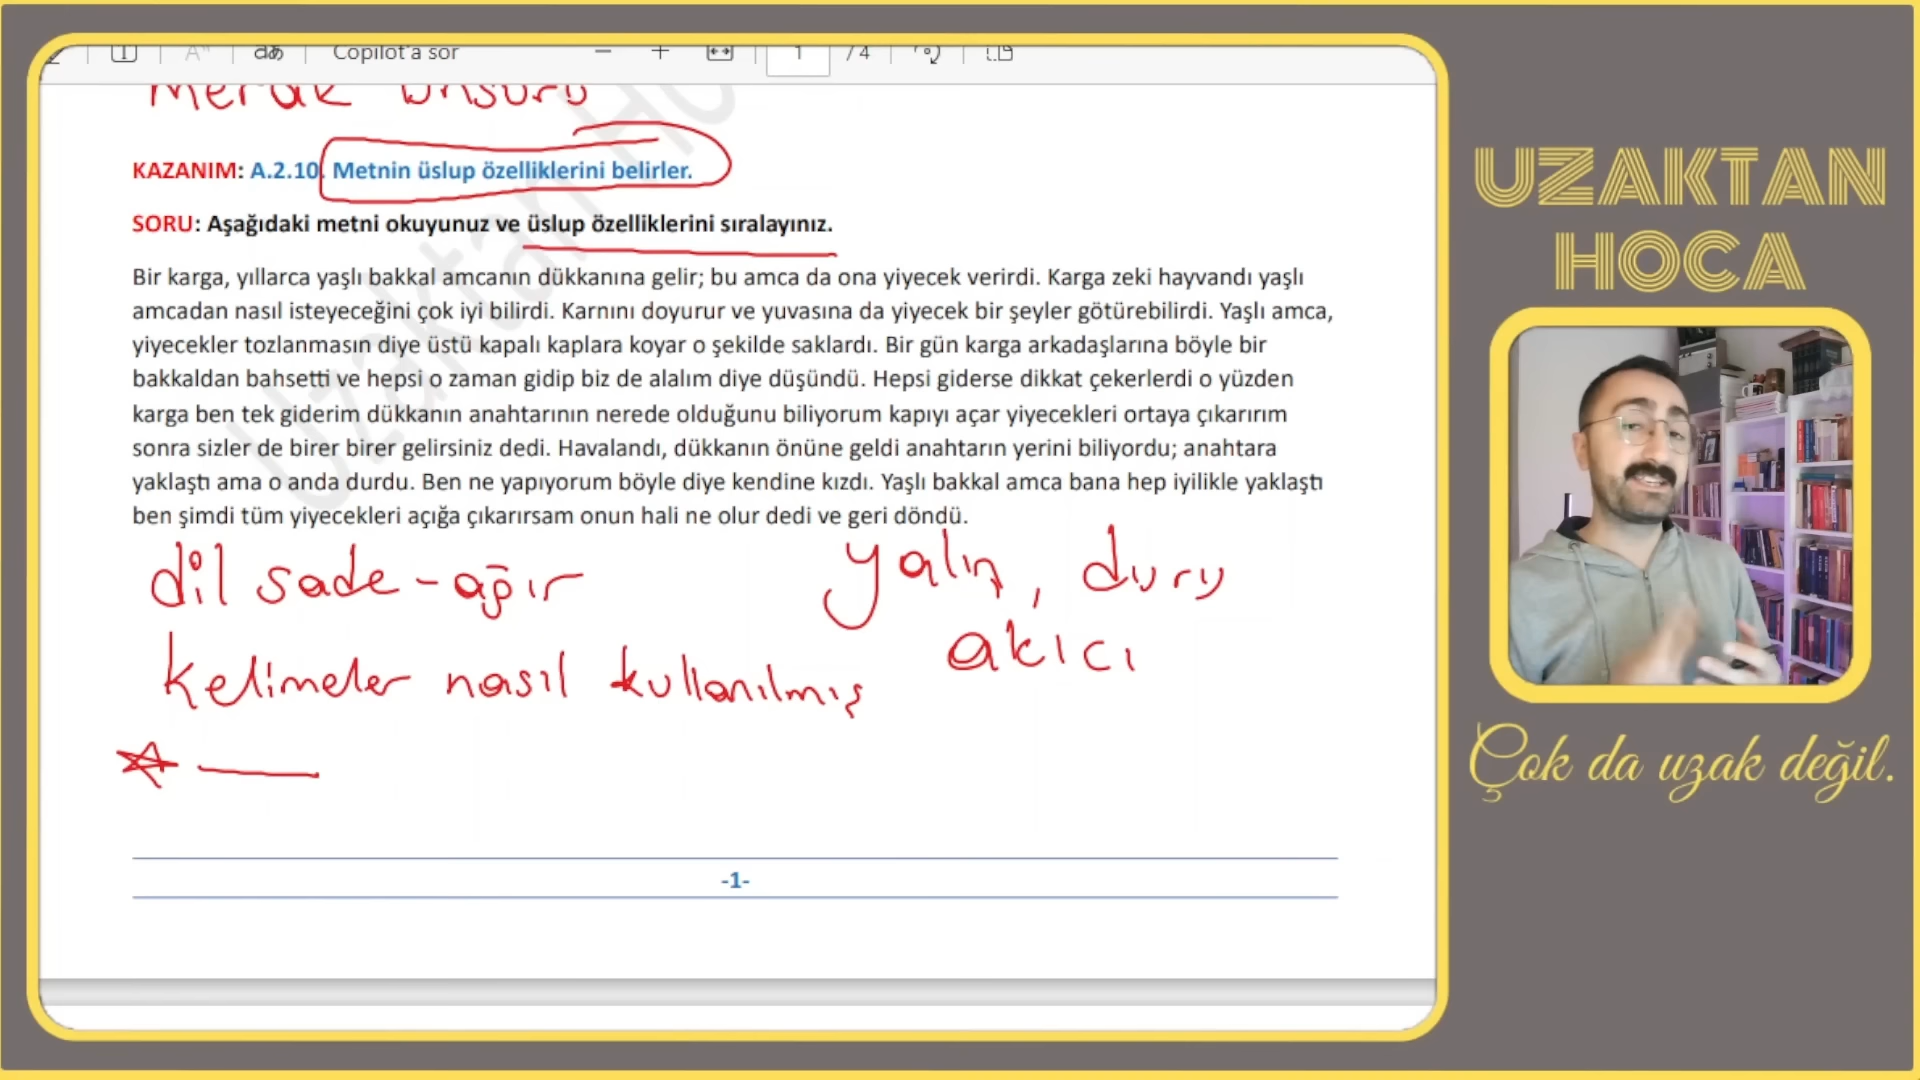 Copilot'a sor
1 / 4
Merak unsuru
KAZANIM: A.2.10. Metnin üslup özelliklerini belirler.
SORU: Aşağıdaki metni okuyunuz ve üslup özelliklerini sıralayınız.
Bir karga, yıllarca yaşlı bakkal amcanın dükkanına gelir; bu amca da ona yiyecek verirdi. Karga zeki hayvandı yaşlı
amcadan nasıl isteyeceğini çok iyi bilirdi. Karnını doyurur ve yuvasına da yiyecek bir şeyler götürebilirdi. Yaşlı amca,
yiyecekler tozlanmasın diye üstü kapalı kaplara koyar o şekilde saklardı. Bir gün karga arkadaşlarına böyle bir
bakkaldan bahsetti ve hepsi o zaman gidip biz de alalım diye düşündü. Hepsi giderse dikkat çekerlerdi o yüzden
karga ben tek giderim dükkanın anahtarının nerede olduğunu biliyorum kapıyı açar yiyecekleri ortaya çıkarırım
sonra sizler de birer birer gelirsiniz dedi. Havalandı, dükkanın önüne geldi anahtarın yerini biliyordu; anahtara
yaklaştı ama o anda durdu. Ben ne yapıyorum böyle diye kendine kızdı. Yaşlı bakkal amca bana hep iyilikle yaklaştı
ben şimdi tüm yiyecekleri açığa çıkarırsam onun hali ne olur dedi ve geri döndü.
dil sade-ağır
yalın, duru
akıcı
kelimeler nasıl kullanılmış
-1-
Uzaktan Ho
UZAKTAN
HOCA
Çok da uzak değil.